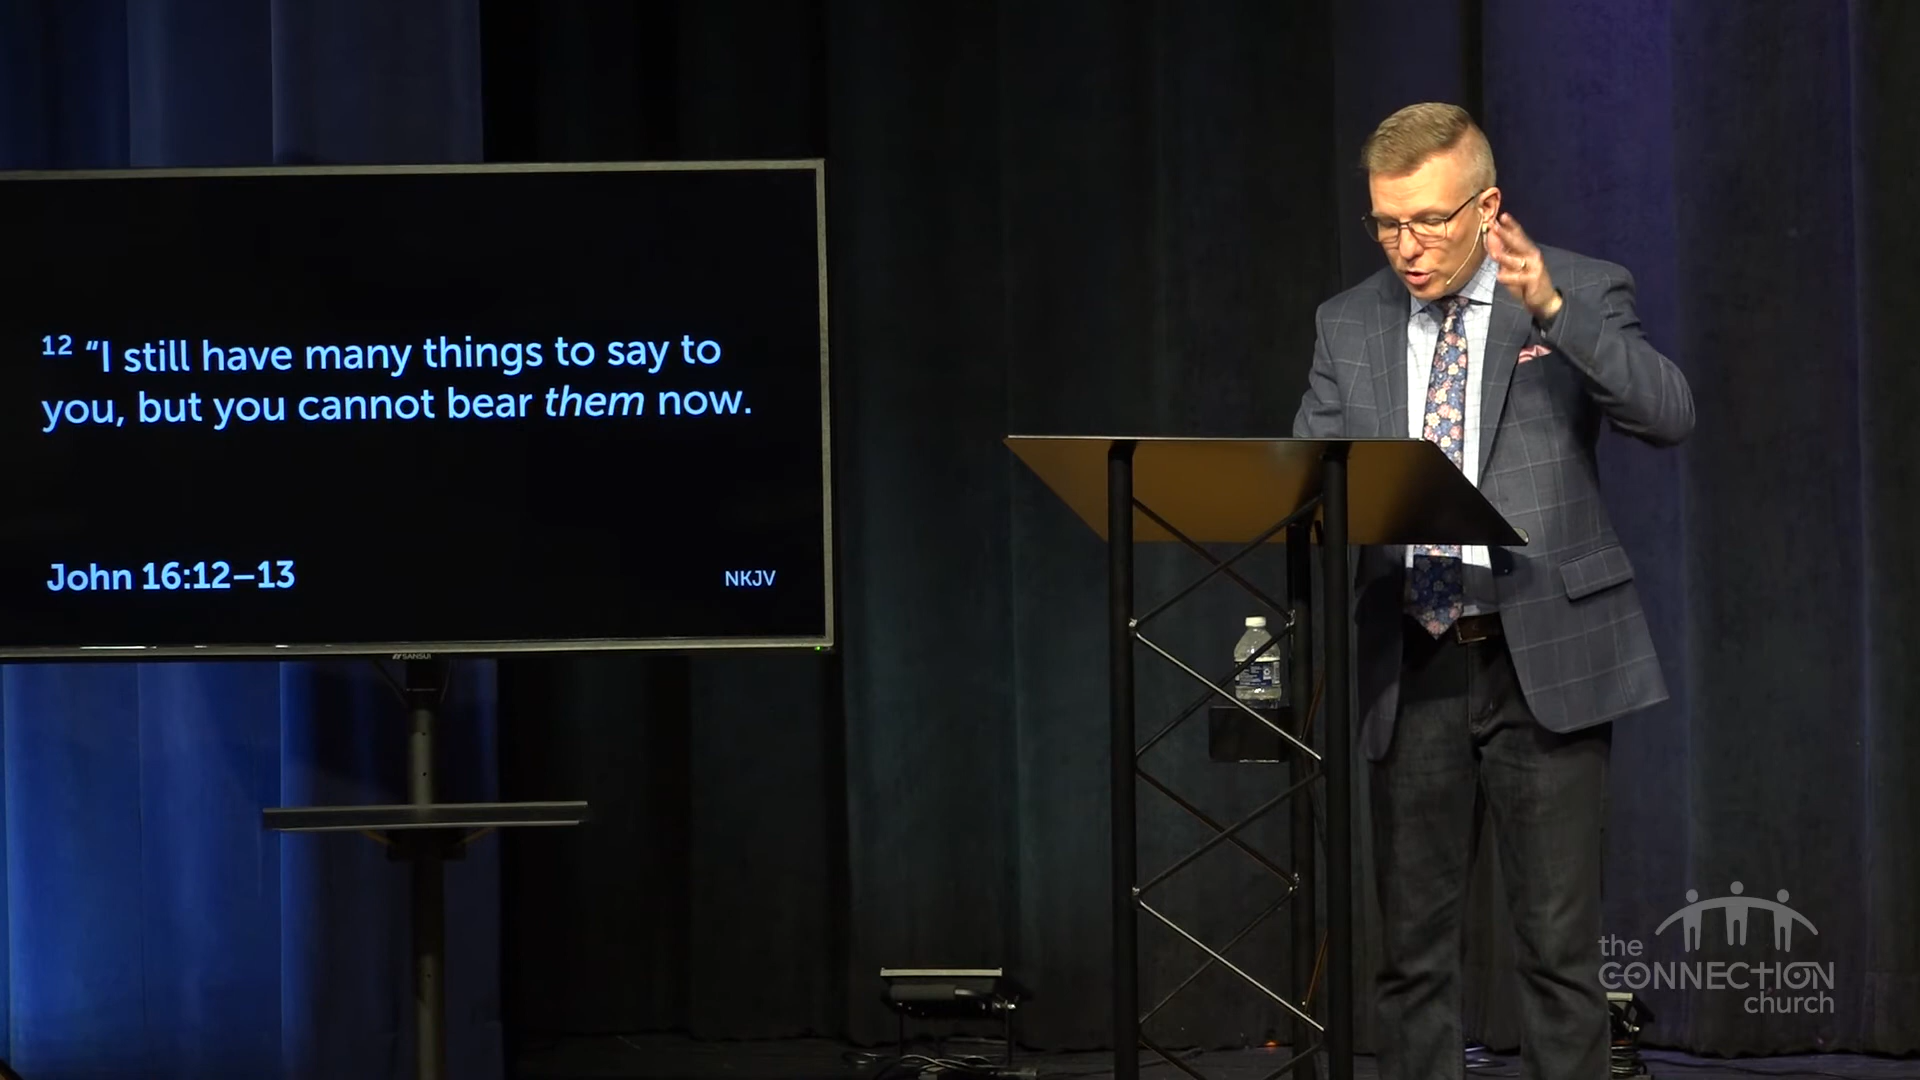 12 “I still have many things to say to
you, but you cannot bear them now.
John 16:12–13
NKJV
SANSUI
the
CONNECTION
church